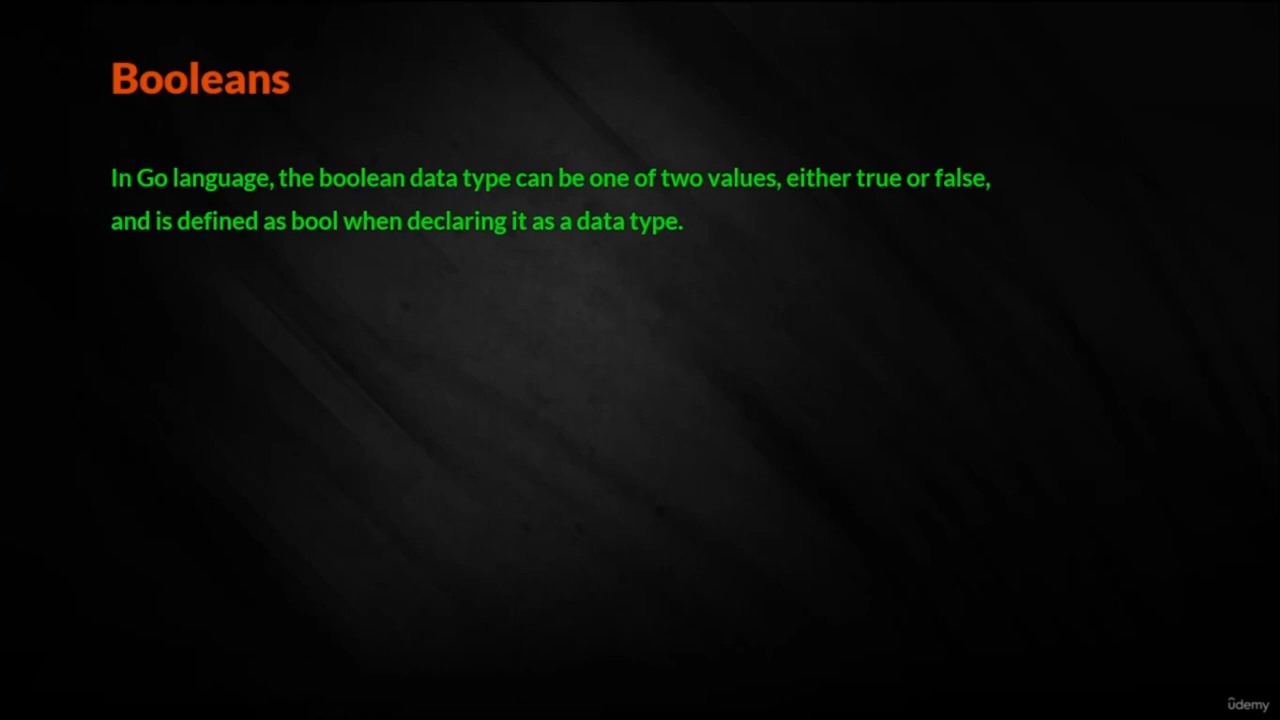 Booleans
In Go language, the boolean data type can be one of two values, either true or false,
and is defined as bool when declaring it as a data type.
ûdemy